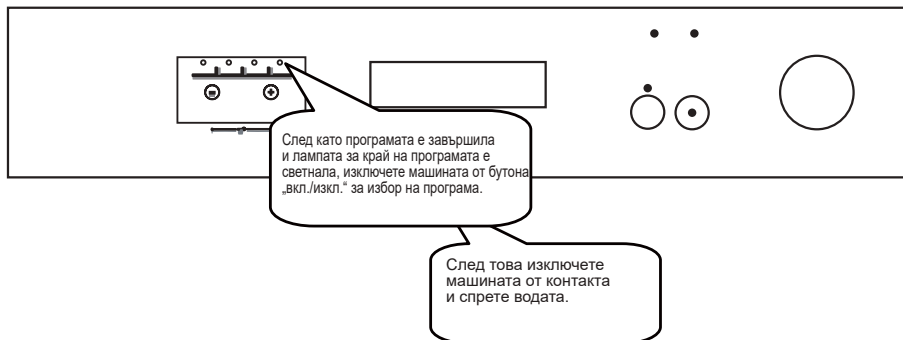 След като програмата е завършила
и лампата за край на програмата е
светнала, изключете машината от бутона
„вкл./изкл.“ за избор на програма.
След това изключете
машината от контакта
и спрете водата.